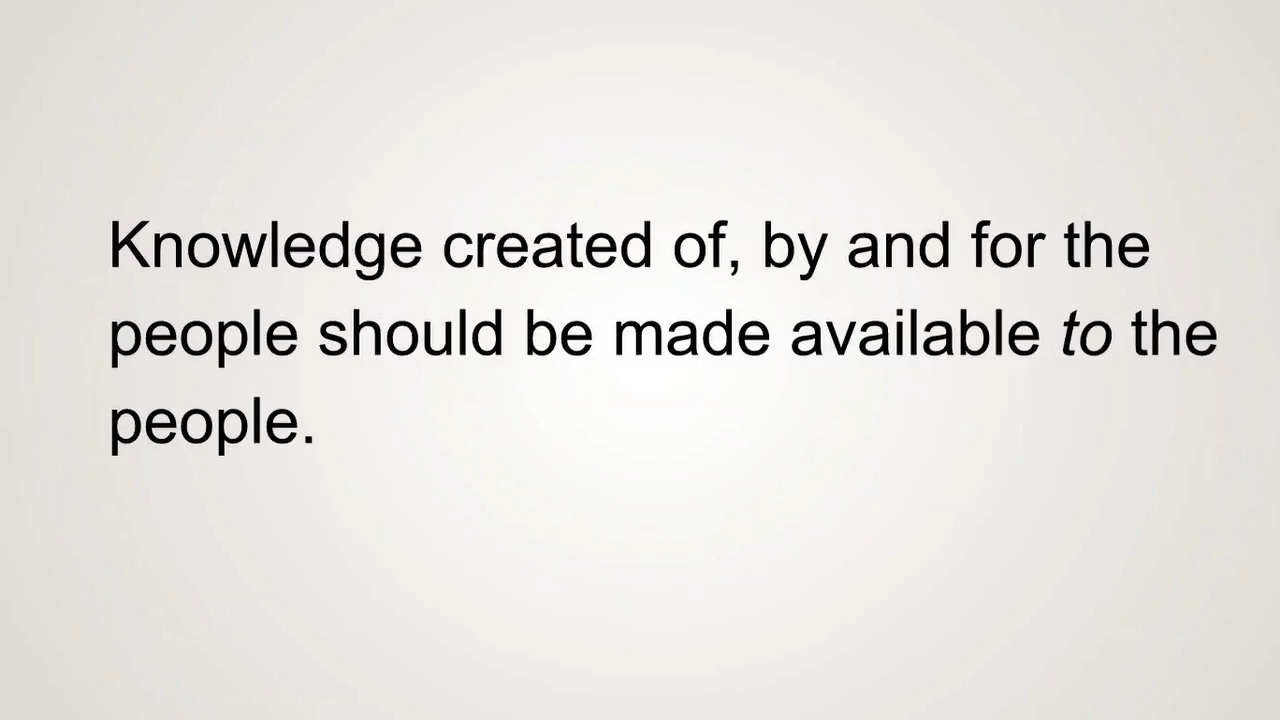 Knowledge created of, by and for the
people should be made available to the
people.